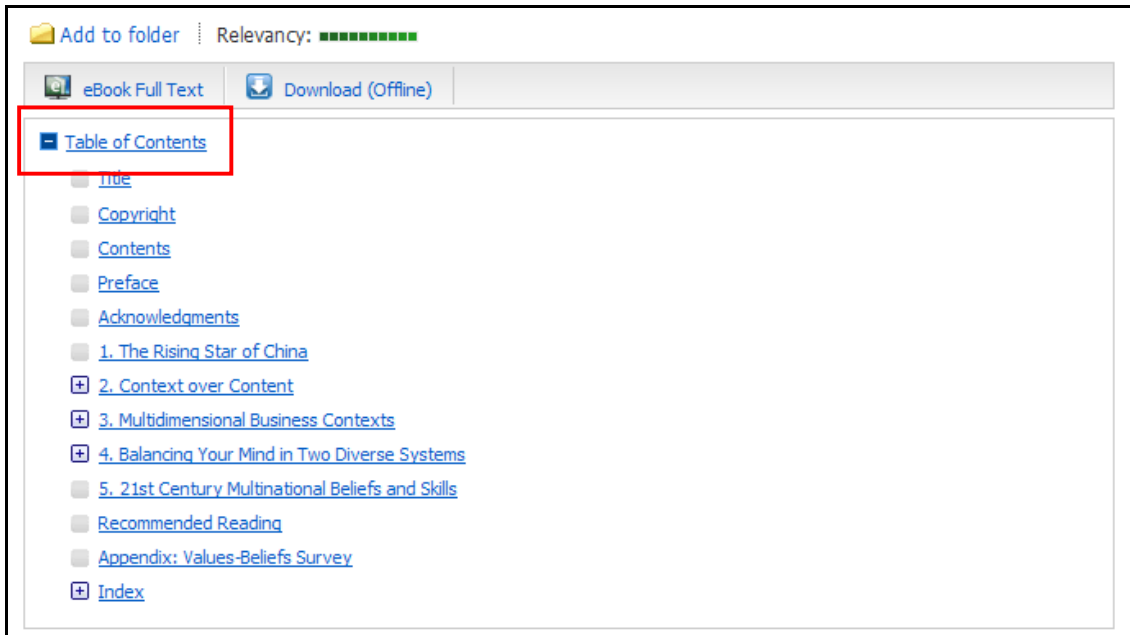 Add to folder Relevancy:
eBook Full Text Download (Offline)
Table of Contents
Title
Copyright
Contents
Preface
Acknowledgments
1. The Rising Star of China
2. Context over Content
3. Multidimensional Business Contexts
4. Balancing Your Mind in Two Diverse Systems
5. 21st Century Multinational Beliefs and Skills
Recommended Reading
Appendix: Values-Beliefs Survey
Index